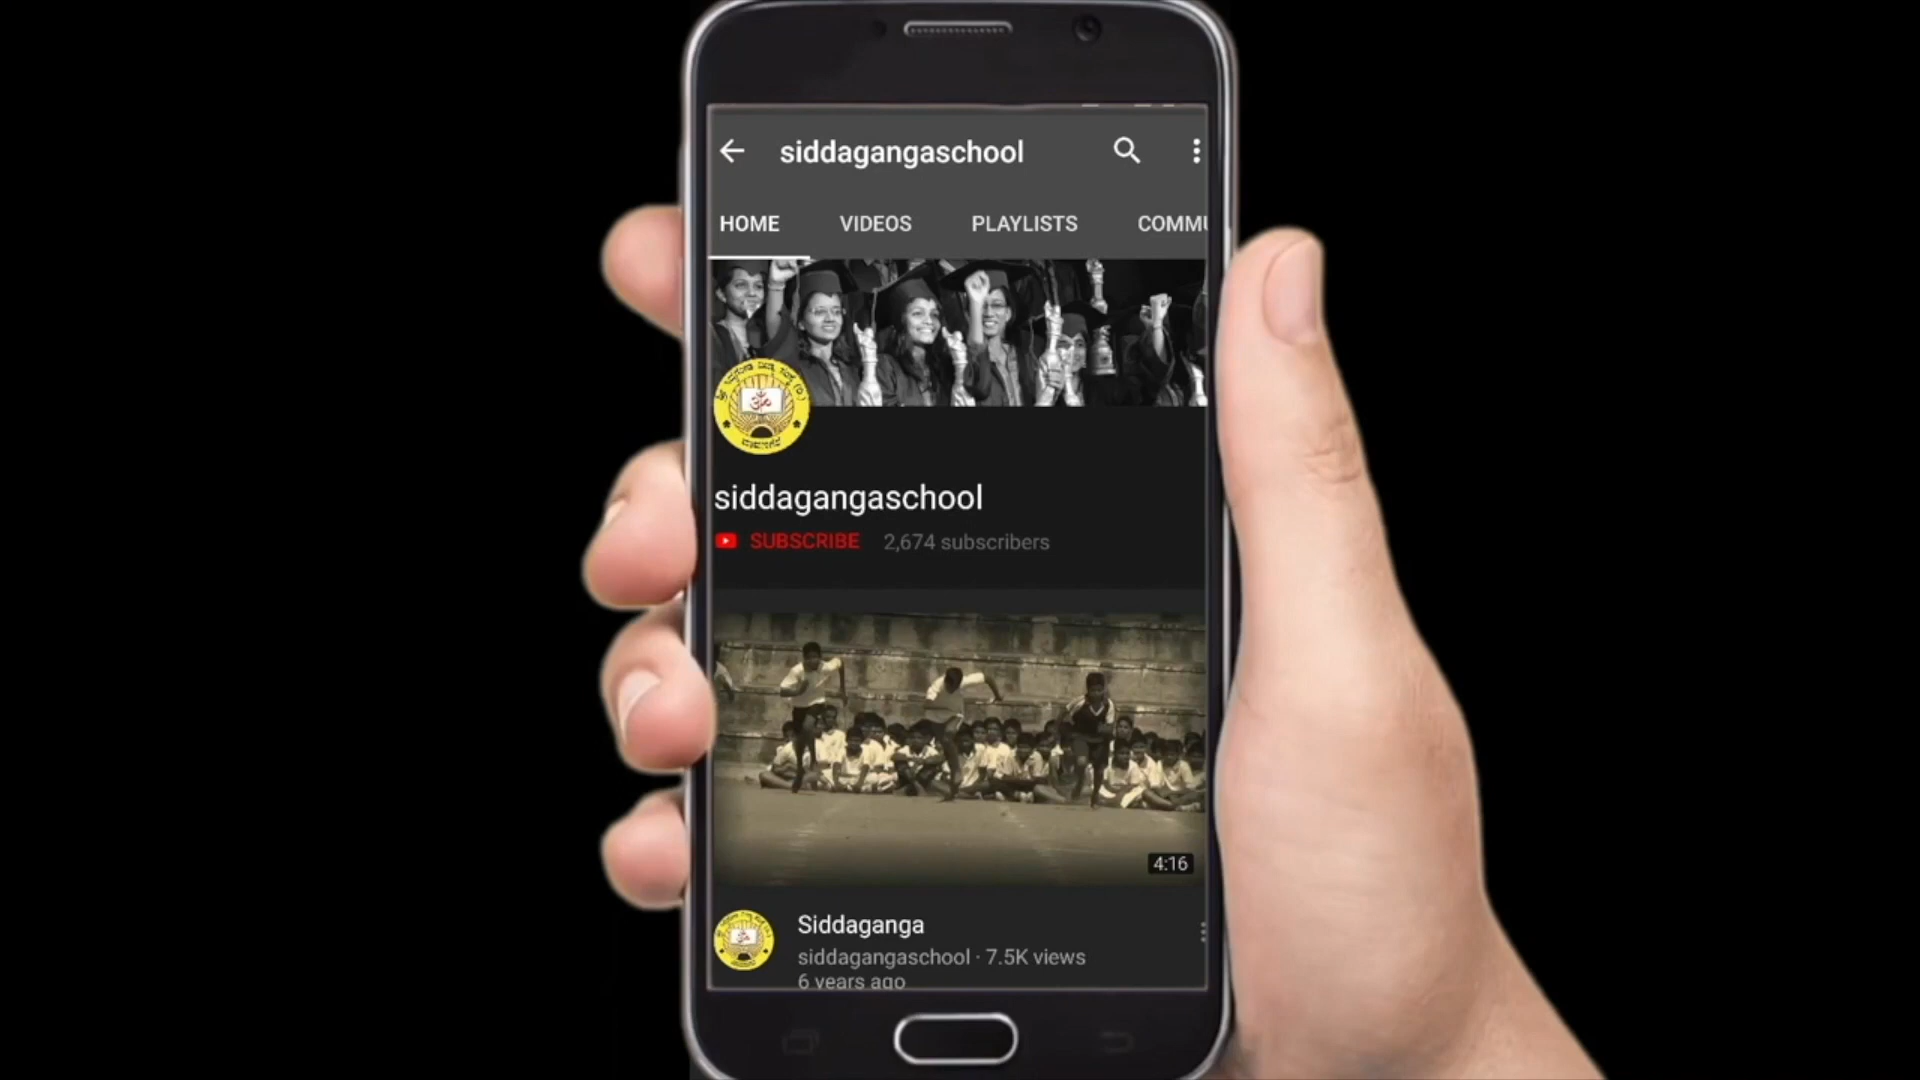 siddagangaschool
HOME VIDEOS PLAYLISTS COMMU
siddagangaschool
SUBSCRIBE 2,674 subscribers
4:16
Siddaganga
siddagangaschool · 7.5K views
6 years ago